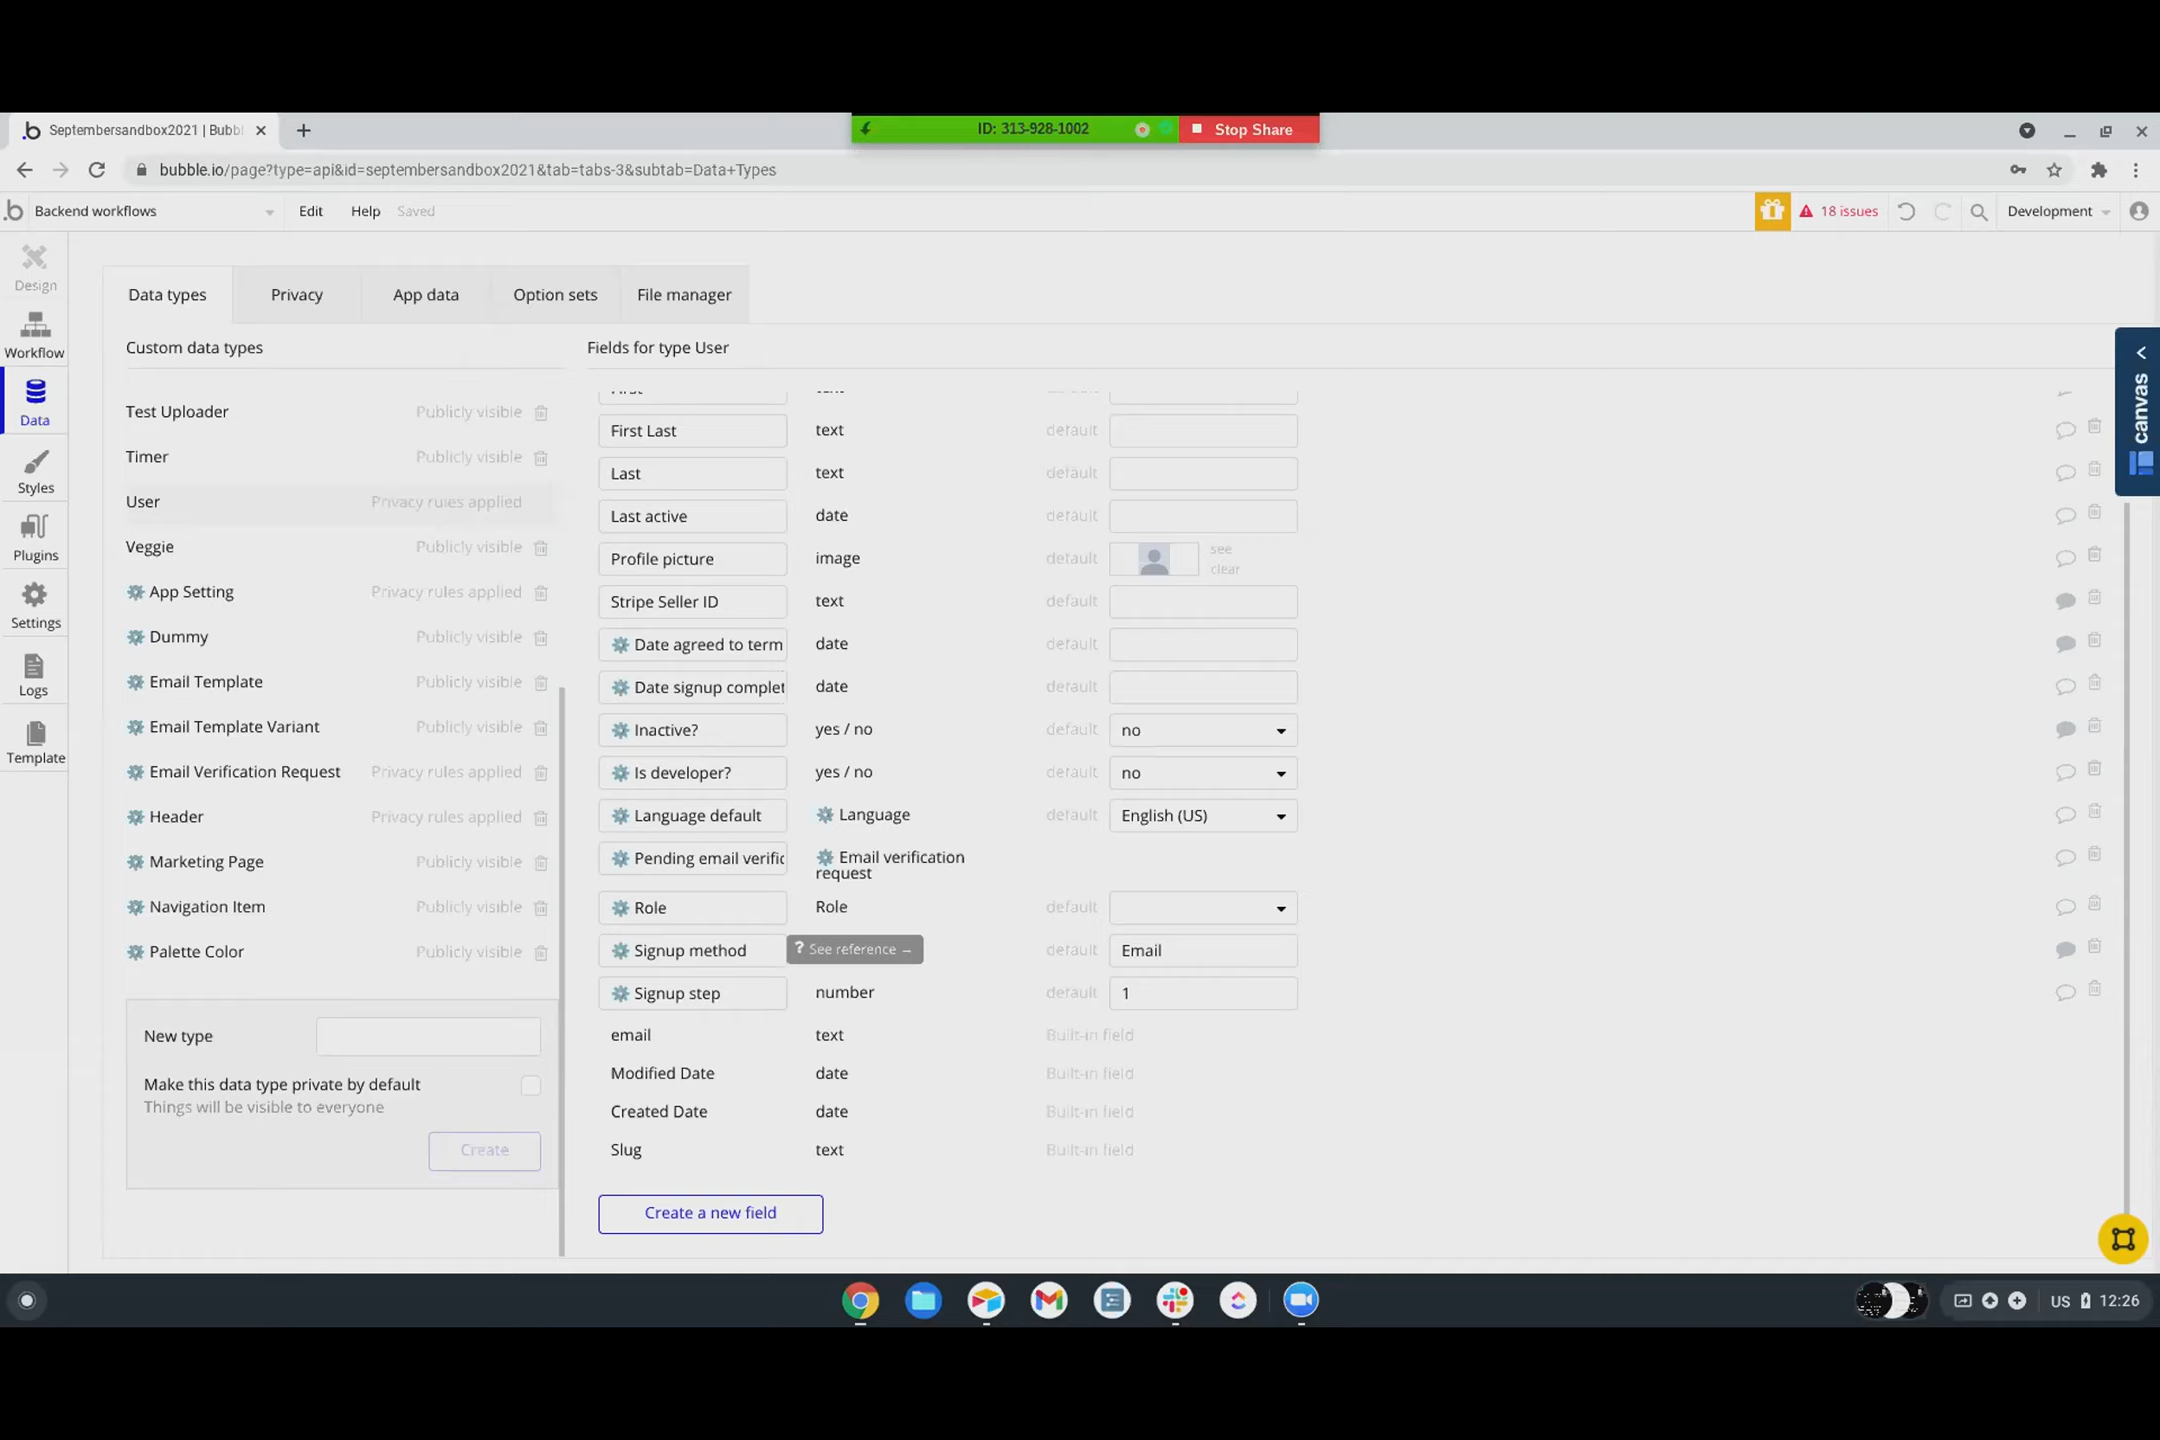 Septembersandbox2021 | Bubbl
ID: 313-928-1002
Stop Share
bubble.io/page?type=api&id=septembersandbox2021&tab=tabs-3&subtab=Data+Types
Backend workflows
Edit
Help
Saved
18 issues
Development
Design
Workflow
Data
Styles
Plugins
Settings
Logs
Template
Data types
Privacy
App data
Option sets
File manager
Custom data types
Test Uploader Publicly visible
Timer Publicly visible
User Privacy rules applied
Veggie Publicly visible
App Setting Privacy rules applied
Dummy Publicly visible
Email Template Publicly visible
Email Template Variant Publicly visible
Email Verification Request Privacy rules applied
Header Privacy rules applied
Marketing Page Publicly visible
Navigation Item Publicly visible
Palette Color Publicly visible
New type
Make this data type private by default
Things will be visible to everyone
Create
Fields for type User
First Last text default
Last text default
Last active date default
Profile picture image default see
clear
Stripe Seller ID text default
Date agreed to term date default
Date signup complet date default
Inactive? yes / no default no
Is developer? yes / no default no
Language default Language default English (US)
Pending email verific Email verification
request
Role Role default
Signup method ? See reference → default Email
Signup step number default 1
email text Built-in field
Modified Date date Built-in field
Created Date date Built-in field
Slug text Built-in field
Create a new field
canvas
US 12:26